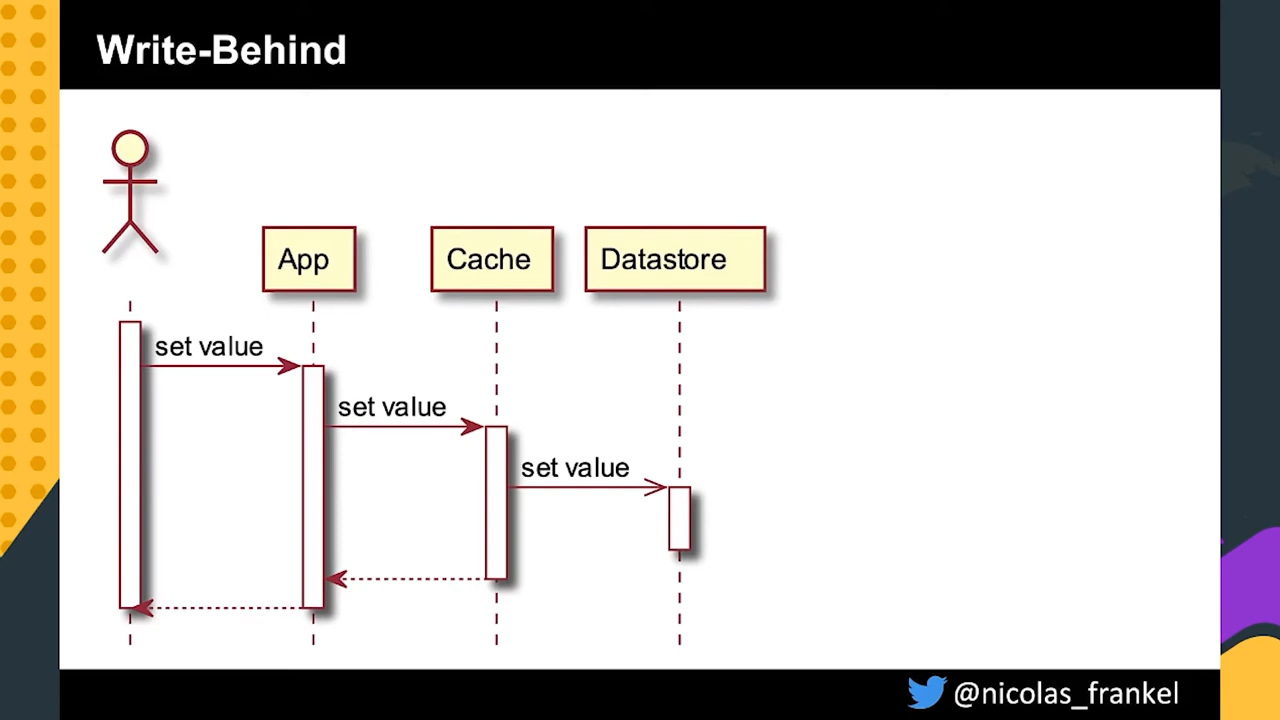 Write-Behind
App
Cache
Datastore
set value
set value
set value
@nicolas_frankel